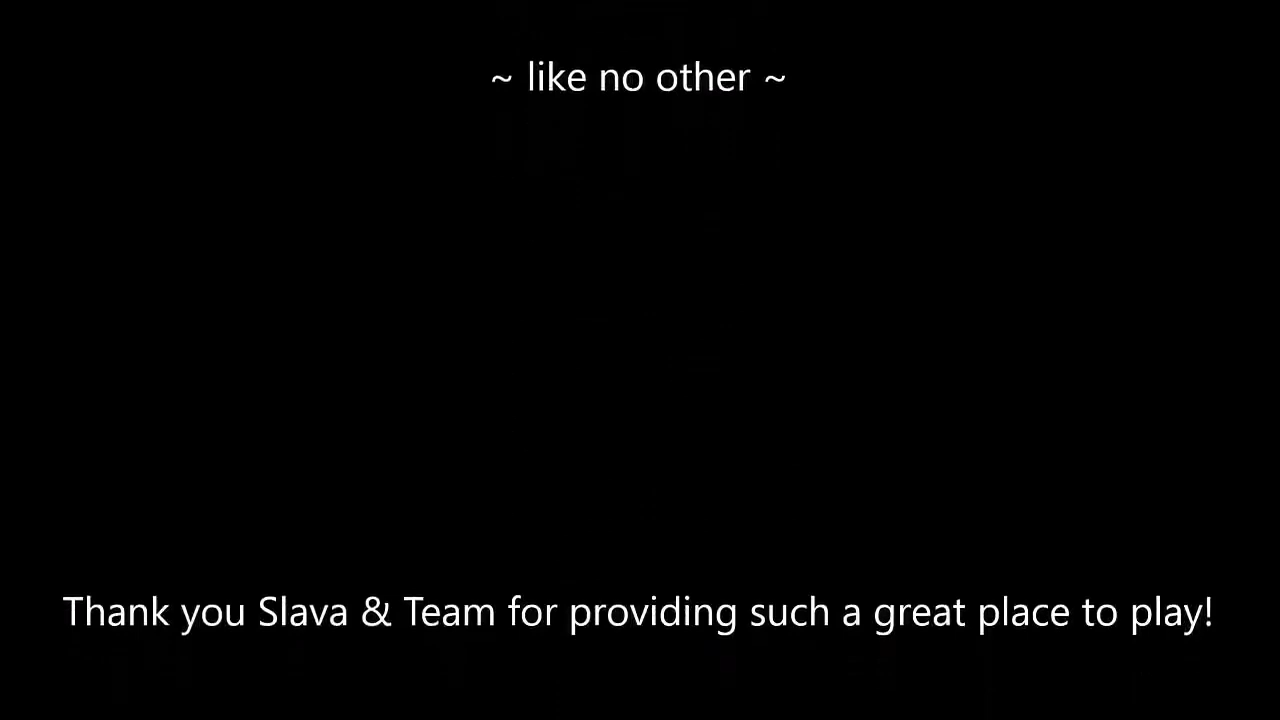 ~ like no other ~
Thank you Slava & Team for providing such a great place to play!